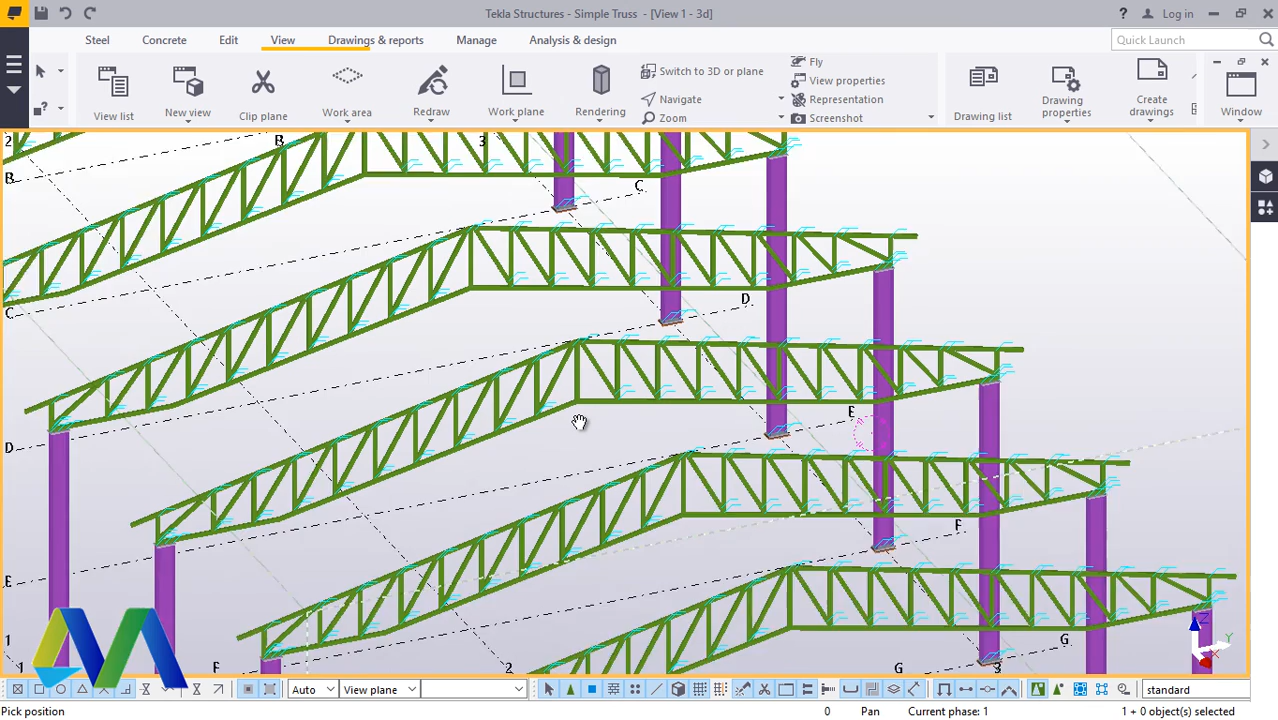 Tekla Structures - Simple Truss - [View 1 - 3d]
? Log in
Steel Concrete Edit View Drawings & reports Manage Analysis & design Quick Launch
View list
New view
Clip plane
Work area
Redraw
Work plane
Rendering
Switch to 3D or plane
Navigate
Zoom
Fly
View properties
Representation
Screenshot
Drawing list
Drawing properties
Create drawings
Window
2 B 3
B C
C D
D E
E F
1 G
1 F 2 G 3
Z
Y
Auto View plane standard
Pick position 0 Pan Current phase: 1 1 + 0 object(s) selected